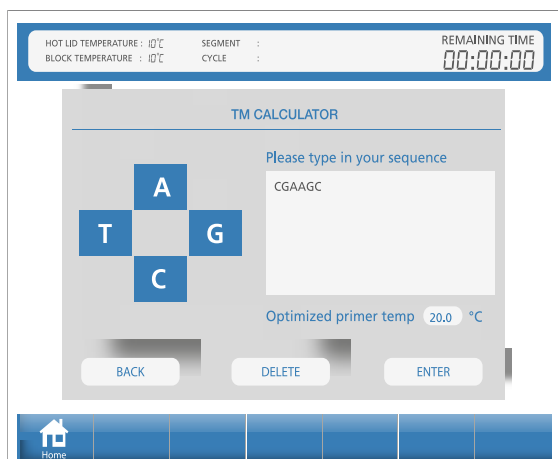 HOT LID TEMPERATURE : 10°C SEGMENT : REMAINING TIME
BLOCK TEMPERATURE : 10°C CYCLE : 00:00:00
TM CALCULATOR
Please type in your sequence
CGAAGC
A
T G
C
Optimized primer temp 20.0 °C
BACK DELETE ENTER
Home